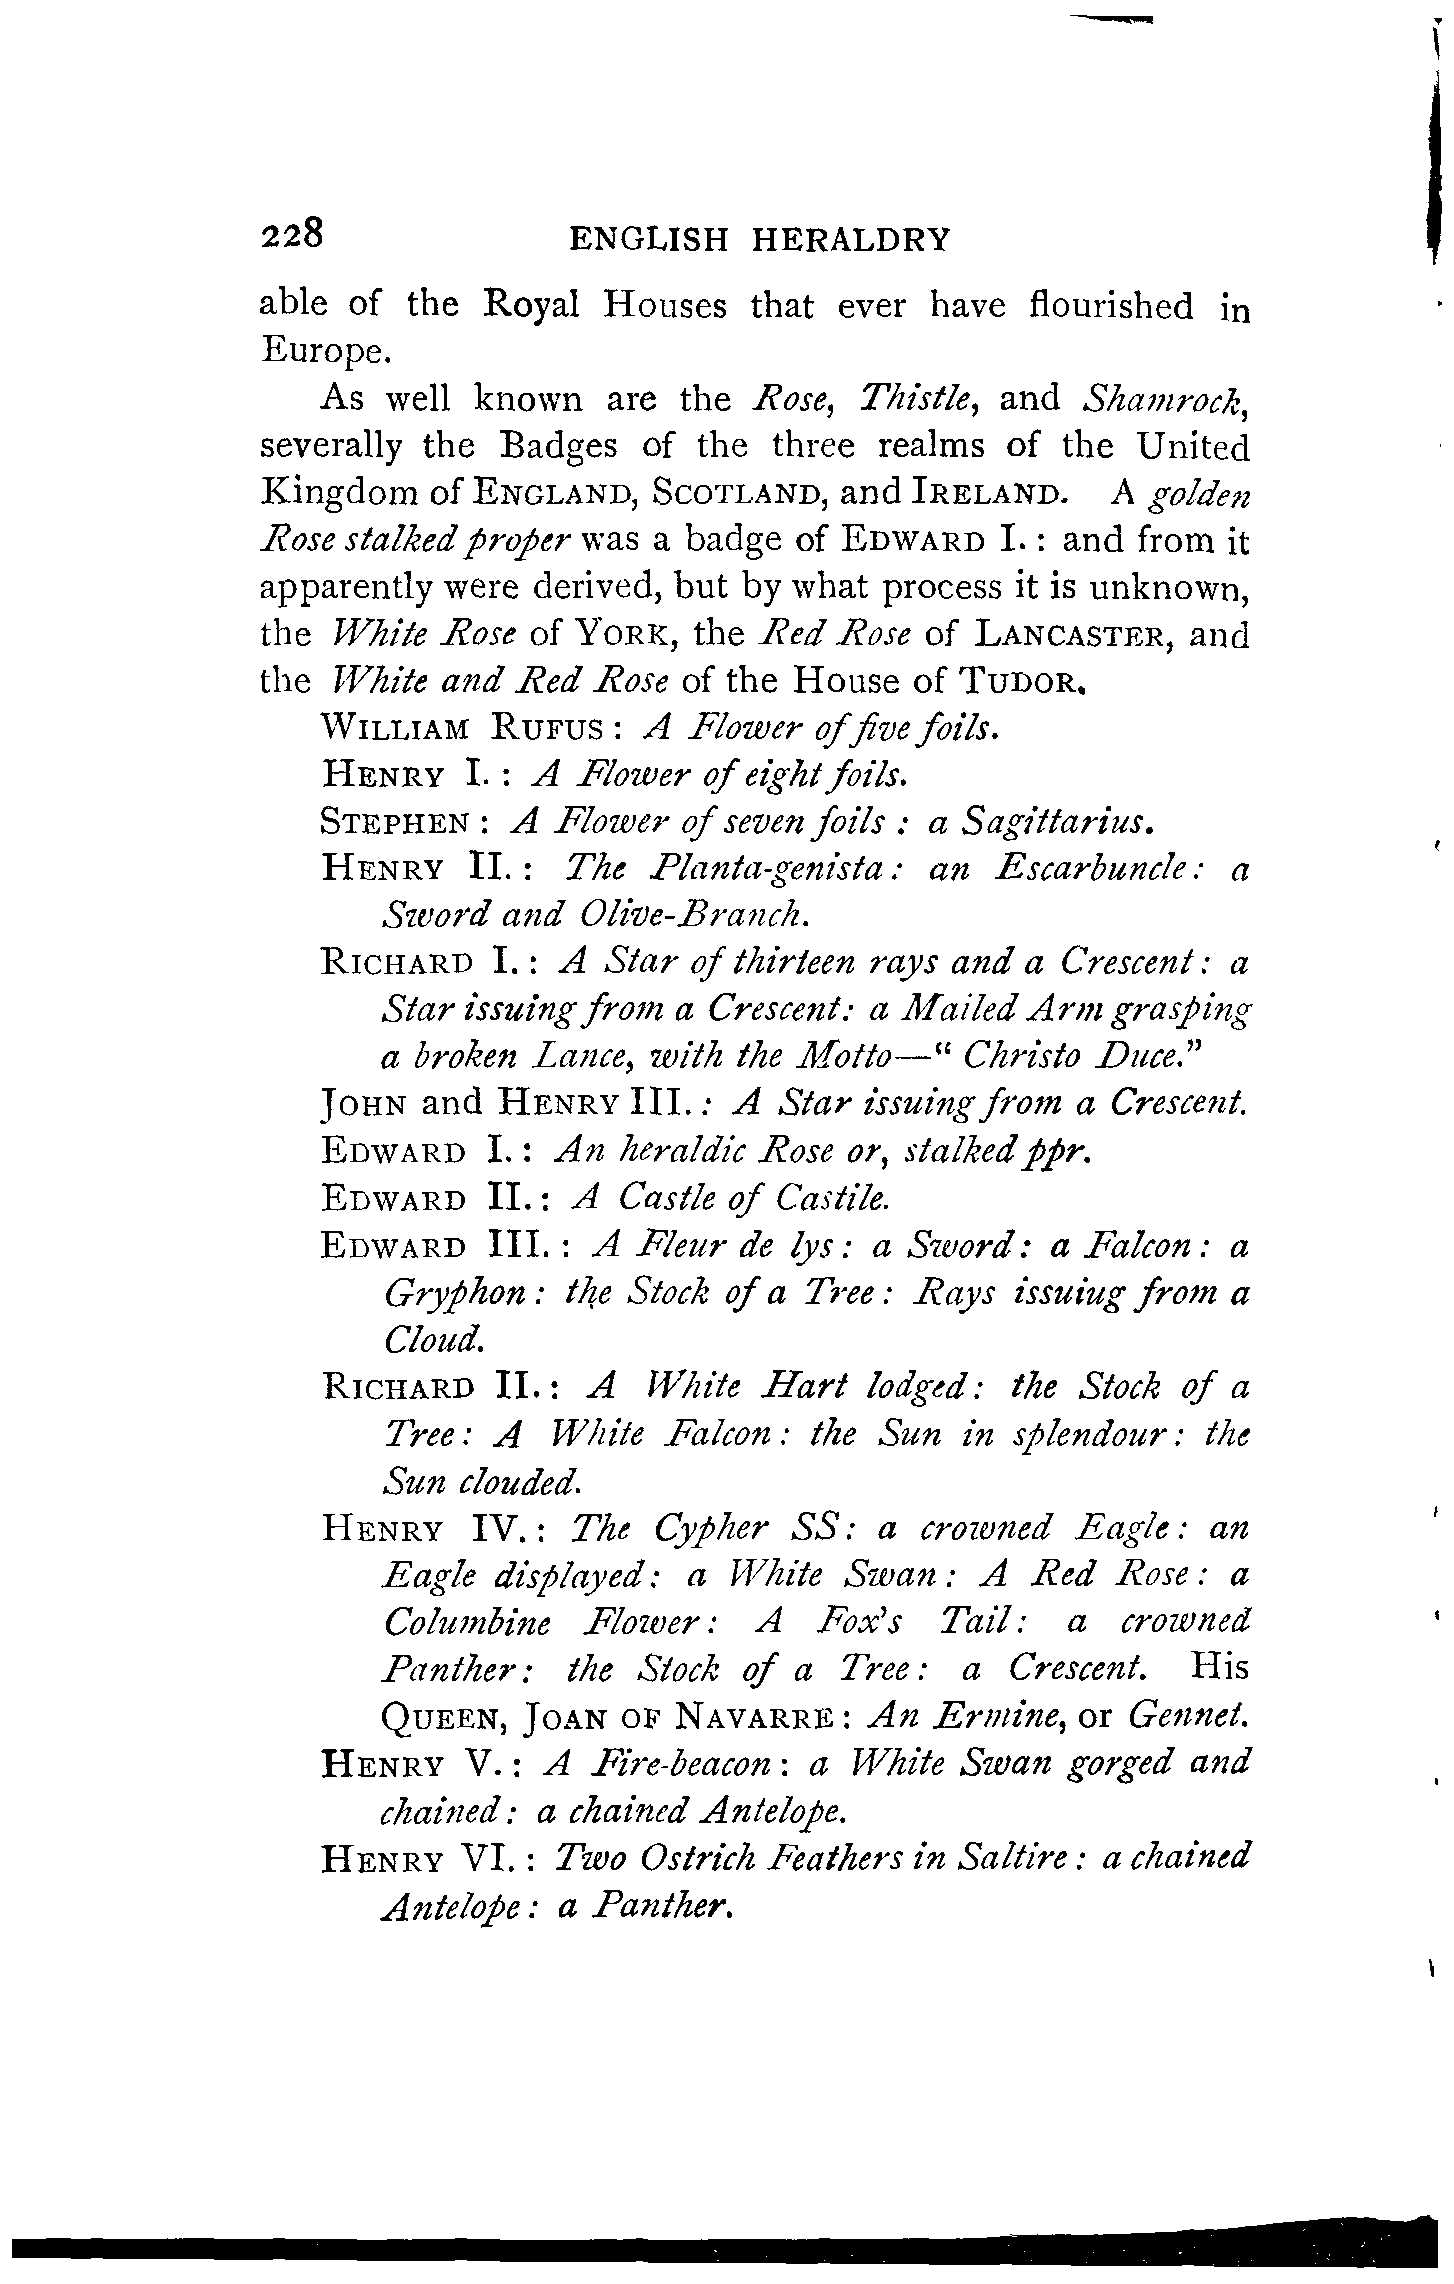 228 ENGLISH HERALDRY
able of the Royal Houses that ever have flourished in
Europe.
As well known are the Rose, Thistle, and Shamrock,
severally the Badges of the three realms of the United
Kingdom of ENGLAND, SCOTLAND, and IRELAND. A golden
Rose stalked proper was a badge of EDWARD I. : and from it
apparently were derived, but by what process it is unknown,
the White Rose of YORK, the Red Rose of LANCASTER, and
the White and Red Rose of the House of TUDOR.
WILLIAM RUFUS : A Flower of five foils.
HENRY I. : A Flower of eight foils.
STEPHEN : A Flower of seven foils : a Sagittarius.
HENRY II. : The Planta-genista : an Escarbuncle : a
Sword and Olive-Branch.
RICHARD I. : A Star of thirteen rays and a Crescent : a
Star issuing from a Crescent : a Mailed Arm grasping
a broken Lance, with the Motto—“ Christo Duce.”
JOHN and HENRY III. : A Star issuing from a Crescent.
EDWARD I. : An heraldic Rose or, stalked ppr.
EDWARD II. : A Castle of Castile.
EDWARD III. : A Fleur de lys : a Sword : a Falcon : a
Gryphon : the Stock of a Tree : Rays issuiug from a
Cloud.
RICHARD II. : A White Hart lodged : the Stock of a
Tree : A White Falcon : the Sun in splendour : the
Sun clouded.
HENRY IV. : The Cypher SS : a crowned Eagle : an
Eagle displayed : a White Swan : A Red Rose : a
Columbine Flower : A Fox's Tail : a crowned
Panther : the Stock of a Tree : a Crescent. His
QUEEN, JOAN OF NAVARRE : An Ermine, or Gennet.
HENRY V. : A Fire-beacon : a White Swan gorged and
chained : a chained Antelope.
HENRY VI. : Two Ostrich Feathers in Saltire : a chained
Antelope : a Panther.